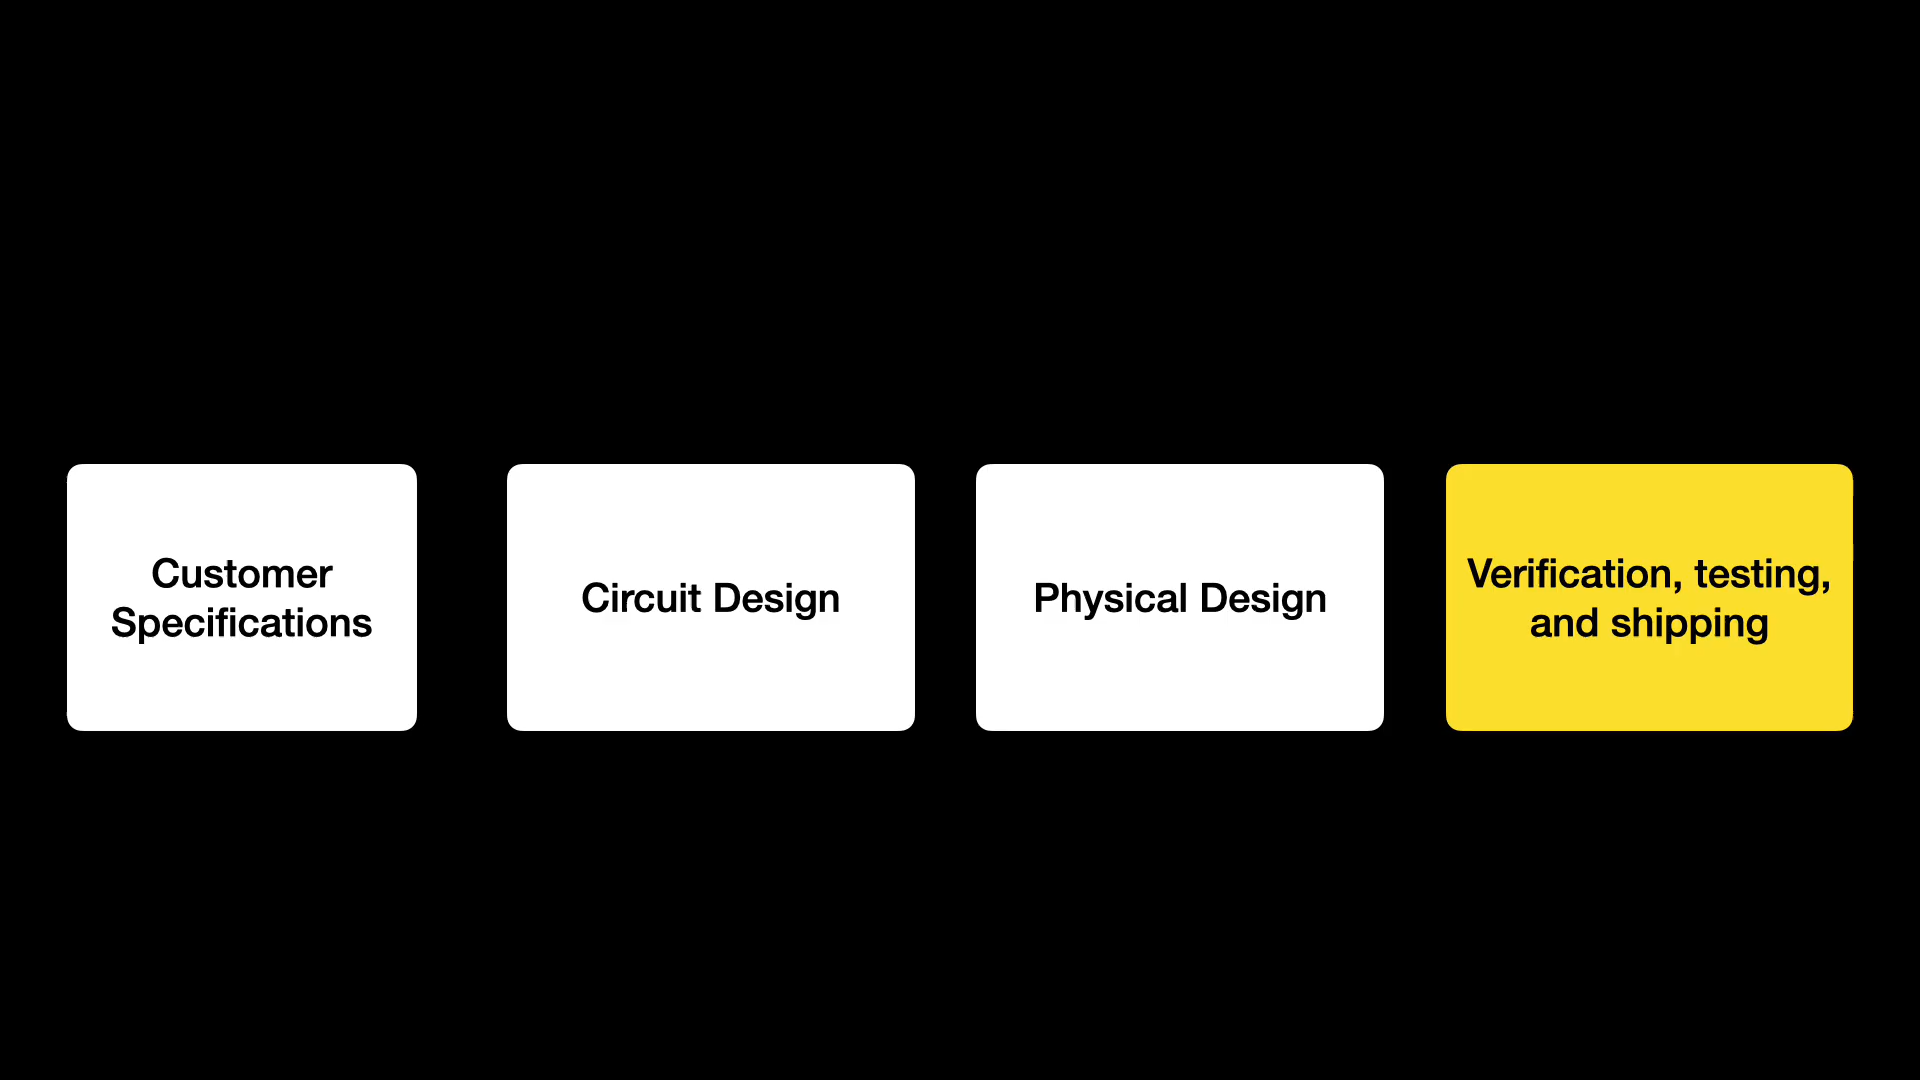 Customer
Specifications
Circuit Design
Physical Design
Verification, testing,
and shipping